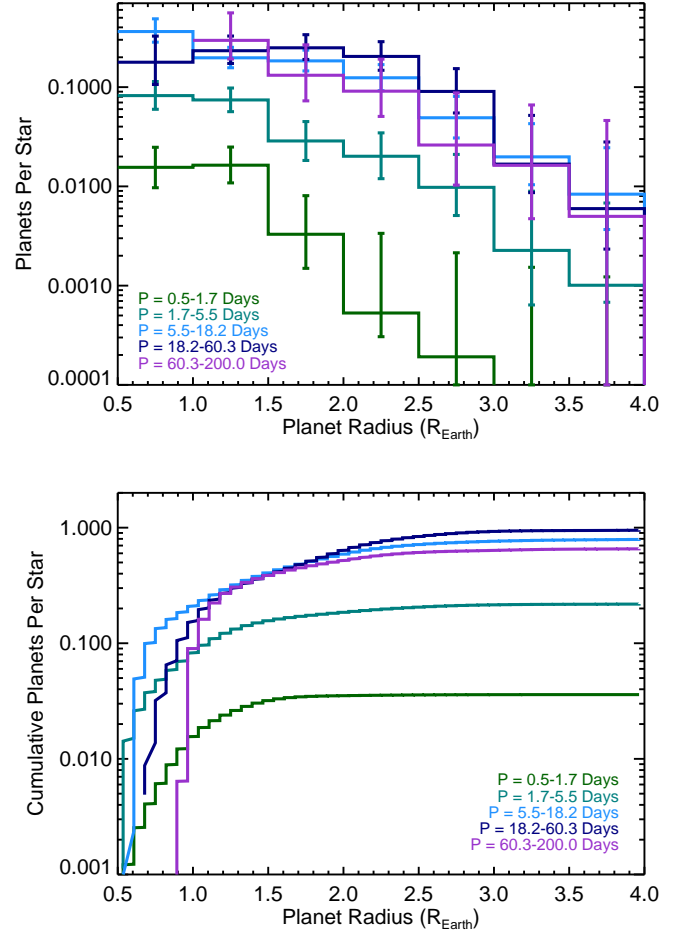 Planets Per Star
0.1000
0.0100
0.0010
0.0001
P = 0.5-1.7 Days
P = 1.7-5.5 Days
P = 5.5-18.2 Days
P = 18.2-60.3 Days
P = 60.3-200.0 Days
0.5 1.0 1.5 2.0 2.5 3.0 3.5 4.0
Planet Radius (R_Earth)
Cumulative Planets Per Star
1.000
0.100
0.010
0.001
P = 0.5-1.7 Days
P = 1.7-5.5 Days
P = 5.5-18.2 Days
P = 18.2-60.3 Days
P = 60.3-200.0 Days
0.5 1.0 1.5 2.0 2.5 3.0 3.5 4.0
Planet Radius (R_Earth)